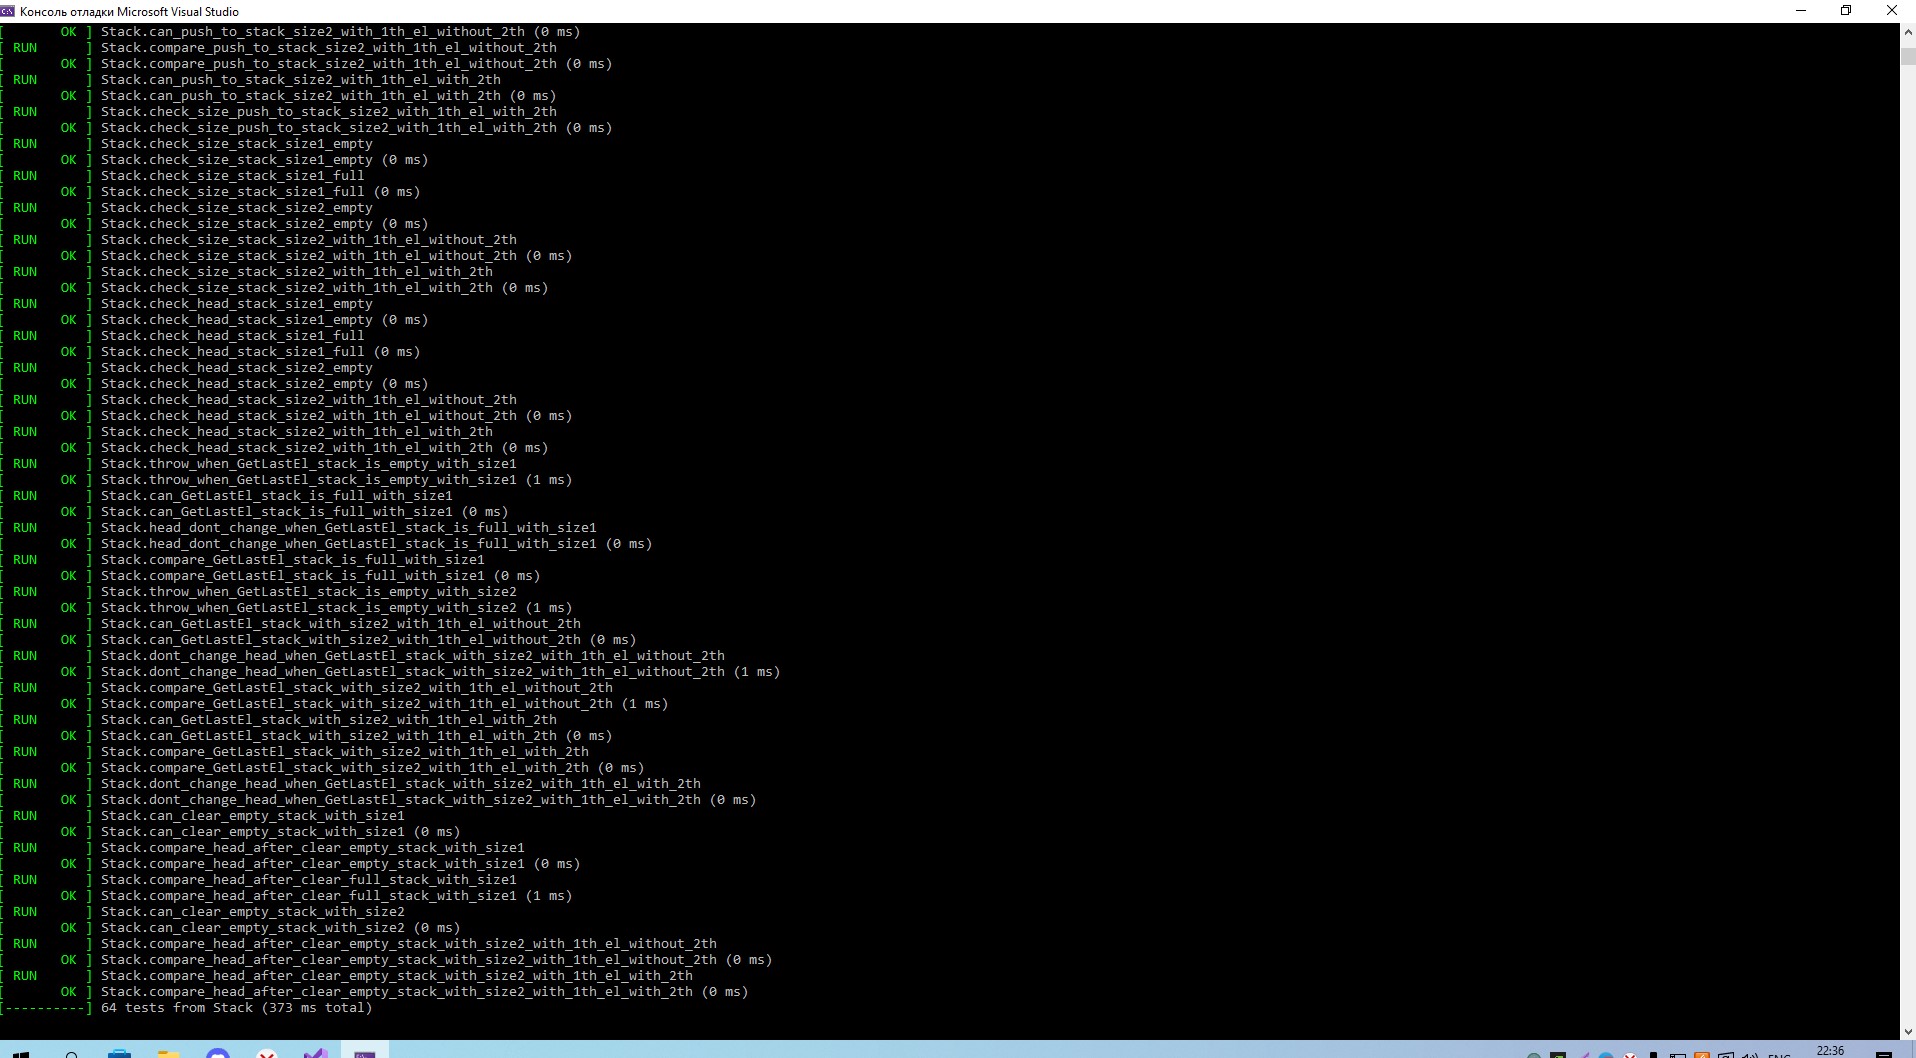 Консоль отладки Microsoft Visual Studio
[       OK ] Stack.can_push_to_stack_size2_with_1th_el_without_2th (0 ms)
[ RUN      ] Stack.compare_push_to_stack_size2_with_1th_el_without_2th
[       OK ] Stack.compare_push_to_stack_size2_with_1th_el_without_2th (0 ms)
[ RUN      ] Stack.can_push_to_stack_size2_with_1th_el_with_2th
[       OK ] Stack.can_push_to_stack_size2_with_1th_el_with_2th (0 ms)
[ RUN      ] Stack.check_size_push_to_stack_size2_with_1th_el_with_2th
[       OK ] Stack.check_size_push_to_stack_size2_with_1th_el_with_2th (0 ms)
[ RUN      ] Stack.check_size_stack_size1_empty
[       OK ] Stack.check_size_stack_size1_empty (0 ms)
[ RUN      ] Stack.check_size_stack_size1_full
[       OK ] Stack.check_size_stack_size1_full (0 ms)
[ RUN      ] Stack.check_size_stack_size2_empty
[       OK ] Stack.check_size_stack_size2_empty (0 ms)
[ RUN      ] Stack.check_size_stack_size2_with_1th_el_without_2th
[       OK ] Stack.check_size_stack_size2_with_1th_el_without_2th (0 ms)
[ RUN      ] Stack.check_size_stack_size2_with_1th_el_with_2th
[       OK ] Stack.check_size_stack_size2_with_1th_el_with_2th (0 ms)
[ RUN      ] Stack.check_head_stack_size1_empty
[       OK ] Stack.check_head_stack_size1_empty (0 ms)
[ RUN      ] Stack.check_head_stack_size1_full
[       OK ] Stack.check_head_stack_size1_full (0 ms)
[ RUN      ] Stack.check_head_stack_size2_empty
[       OK ] Stack.check_head_stack_size2_empty (0 ms)
[ RUN      ] Stack.check_head_stack_size2_with_1th_el_without_2th
[       OK ] Stack.check_head_stack_size2_with_1th_el_without_2th (0 ms)
[ RUN      ] Stack.check_head_stack_size2_with_1th_el_with_2th
[       OK ] Stack.check_head_stack_size2_with_1th_el_with_2th (0 ms)
[ RUN      ] Stack.throw_when_GetLastEl_stack_is_empty_with_size1
[       OK ] Stack.throw_when_GetLastEl_stack_is_empty_with_size1 (1 ms)
[ RUN      ] Stack.can_GetLastEl_stack_is_full_with_size1
[       OK ] Stack.can_GetLastEl_stack_is_full_with_size1 (0 ms)
[ RUN      ] Stack.head_dont_change_when_GetLastEl_stack_is_full_with_size1
[       OK ] Stack.head_dont_change_when_GetLastEl_stack_is_full_with_size1 (0 ms)
[ RUN      ] Stack.compare_GetLastEl_stack_is_full_with_size1
[       OK ] Stack.compare_GetLastEl_stack_is_full_with_size1 (0 ms)
[ RUN      ] Stack.throw_when_GetLastEl_stack_is_empty_with_size2
[       OK ] Stack.throw_when_GetLastEl_stack_is_empty_with_size2 (1 ms)
[ RUN      ] Stack.can_GetLastEl_stack_with_size2_with_1th_el_without_2th
[       OK ] Stack.can_GetLastEl_stack_with_size2_with_1th_el_without_2th (0 ms)
[ RUN      ] Stack.dont_change_head_when_GetLastEl_stack_with_size2_with_1th_el_without_2th
[       OK ] Stack.dont_change_head_when_GetLastEl_stack_with_size2_with_1th_el_without_2th (1 ms)
[ RUN      ] Stack.compare_GetLastEl_stack_with_size2_with_1th_el_without_2th
[       OK ] Stack.compare_GetLastEl_stack_with_size2_with_1th_el_without_2th (1 ms)
[ RUN      ] Stack.can_GetLastEl_stack_with_size2_with_1th_el_with_2th
[       OK ] Stack.can_GetLastEl_stack_with_size2_with_1th_el_with_2th (0 ms)
[ RUN      ] Stack.compare_GetLastEl_stack_with_size2_with_1th_el_with_2th
[       OK ] Stack.compare_GetLastEl_stack_with_size2_with_1th_el_with_2th (0 ms)
[ RUN      ] Stack.dont_change_head_when_GetLastEl_stack_with_size2_with_1th_el_with_2th
[       OK ] Stack.dont_change_head_when_GetLastEl_stack_with_size2_with_1th_el_with_2th (0 ms)
[ RUN      ] Stack.can_clear_empty_stack_with_size1
[       OK ] Stack.can_clear_empty_stack_with_size1 (0 ms)
[ RUN      ] Stack.compare_head_after_clear_empty_stack_with_size1
[       OK ] Stack.compare_head_after_clear_empty_stack_with_size1 (0 ms)
[ RUN      ] Stack.compare_head_after_clear_full_stack_with_size1
[       OK ] Stack.compare_head_after_clear_full_stack_with_size1 (1 ms)
[ RUN      ] Stack.can_clear_empty_stack_with_size2
[       OK ] Stack.can_clear_empty_stack_with_size2 (0 ms)
[ RUN      ] Stack.compare_head_after_clear_empty_stack_with_size2_with_1th_el_without_2th
[       OK ] Stack.compare_head_after_clear_empty_stack_with_size2_with_1th_el_without_2th (0 ms)
[ RUN      ] Stack.compare_head_after_clear_empty_stack_with_size2_with_1th_el_with_2th
[       OK ] Stack.compare_head_after_clear_empty_stack_with_size2_with_1th_el_with_2th (0 ms)
[----------] 64 tests from Stack (373 ms total)
22:36
ENG